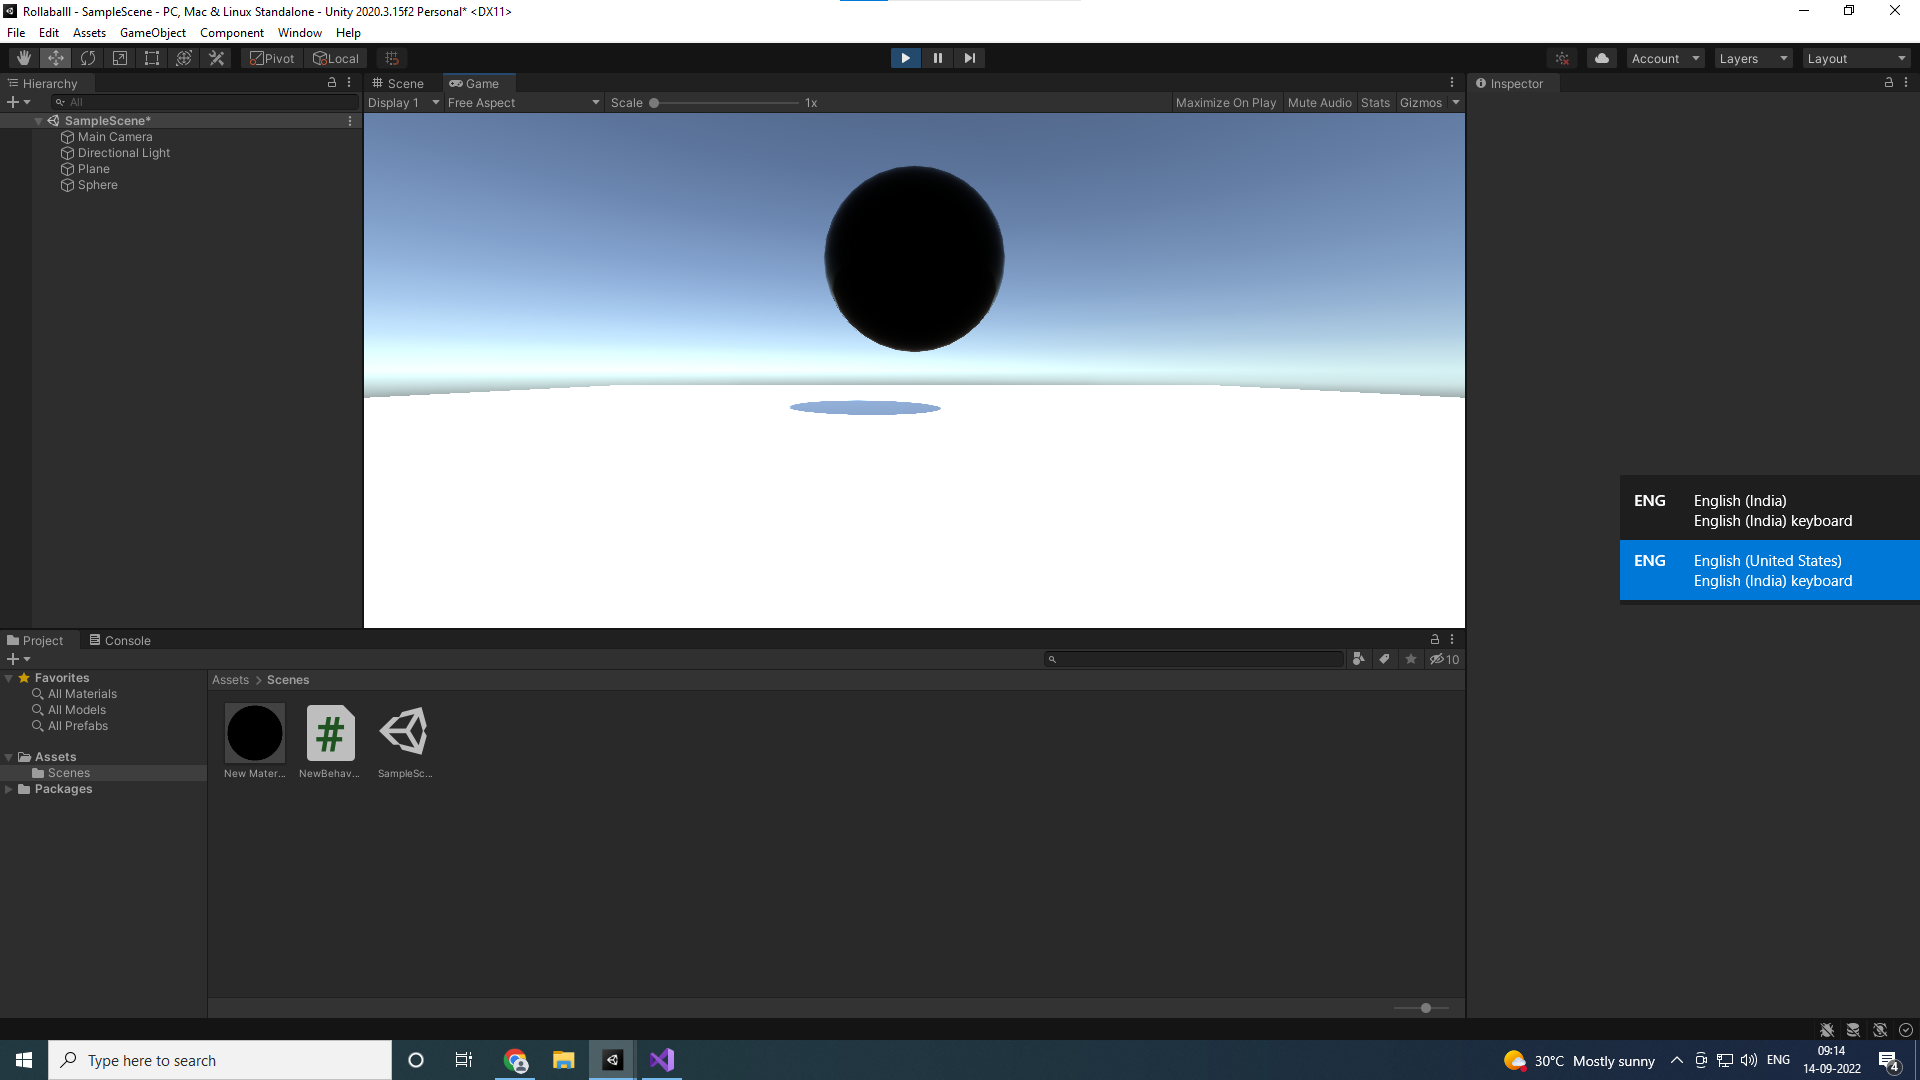 Rollaballl - SampleScene - PC, Mac & Linux Standalone - Unity 2020.3.15f2 Personal* <DX11>
File Edit Assets GameObject Component Window Help
Pivot Local Account Layers Layout
Hierarchy Scene Game Inspector
All Display 1 Free Aspect Scale 1x Maximize On Play Mute Audio Stats Gizmos
SampleScene*
Main Camera
Directional Light
Plane
Sphere
ENG English (India)
English (India) keyboard
ENG English (United States)
English (India) keyboard
Project Console
10
Favorites Assets Scenes
All Materials
All Models
All Prefabs
Assets
Scenes
Packages
New Mater... NewBehav... SampleSc...
Type here to search
30°C Mostly sunny ENG 09:14
14-09-2022
4